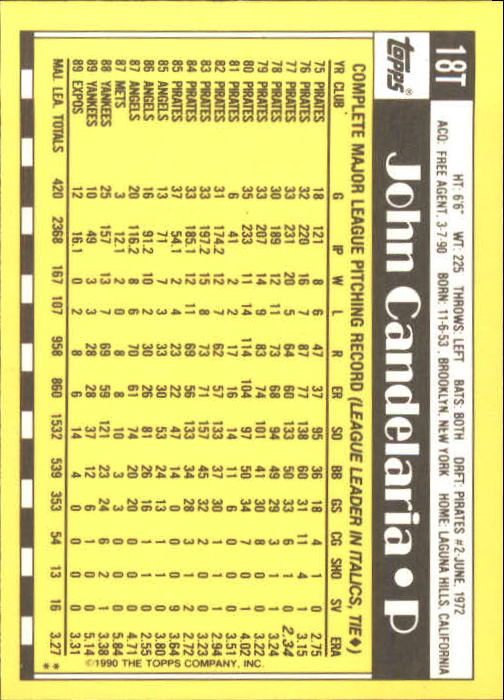 18T
topps®
John Candelaria • P
HT: 6'6" WT: 225 THROWS: LEFT BATS: BOTH DRFT: PIRATES #2-JUNE, 1972
ACQ: FREE AGENT, 3-7-90 BORN: 11-6-53, BROOKLYN, NEW YORK HOME: LAGUNA HILLS, CALIFORNIA
COMPLETE MAJOR LEAGUE PITCHING RECORD (LEAGUE LEADER IN ITALICS, TIE♦)
YR CLUB G IP W L R ER SO BB GS CG SHO SV ERA
75 PIRATES 18 121 8 6 47 37 95 36 18 4 1 0 2.75
76 PIRATES 32 220 16 7 87 77 138 60 31 11 4 1 3.15
77 PIRATES 33 231 20 5 64 60 133 50 33 6 1 0 2.34
78 PIRATES 30 189 12 11 73 68 94 49 29 3 1 1 3.24
79 PIRATES 33 207 14 9 83 74 101 41 30 8 0 0 3.22
80 PIRATES 35 233 11 14 114 104 97 50 34 7 0 1 4.02
81 PIRATES 6 41 2 2 17 16 14 11 6 0 0 0 3.51
82 PIRATES 31 174.2 12 7 62 57 133 37 30 1 1 1 2.94
83 PIRATES 33 197.2 15 8 73 71 157 45 32 2 0 0 3.23
84 PIRATES 33 185.1 12 11 69 56 133 34 28 3 1 2 2.72
85 PIRATES 37 54.1 2 4 23 22 47 14 0 0 0 9 3.64
85 ANGELS 13 71 7 3 33 30 53 24 13 1 1 0 3.80
86 ANGELS 16 91.2 10 2 30 26 81 26 16 1 1 0 2.55
87 ANGELS 20 116.2 8 6 70 61 74 20 20 0 0 0 4.71
87 METS 3 12.1 2 0 8 8 10 3 3 0 0 0 5.84
88 YANKEES 25 157 13 7 69 59 121 23 24 6 2 1 3.38
89 YANKEES 10 49 3 3 28 28 37 12 6 1 0 0 5.14
89 EXPOS 12 16.1 0 2 8 6 14 4 0 0 0 0 3.31
MAJ. LEA. TOTALS 420 2368 167 107 958 860 1532 539 353 54 13 16 3.27
©1990 THE TOPPS COMPANY, INC. **